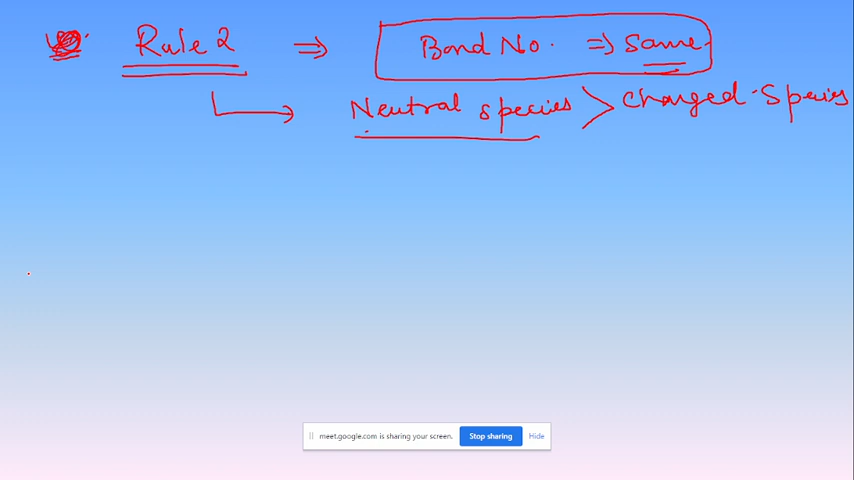 Rule 2 ⇒ Bond No. ⇒ Same.
Neutral species > Charged Species
meet.google.com is sharing your screen. Stop sharing Hide